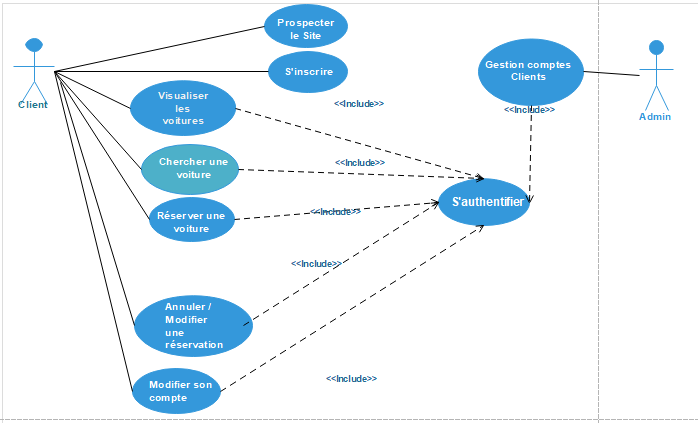 Prospecter
le Site
S'inscrire
Client
Visualiser
les
voitures
<<Include>>
Gestion comptes
Clients
<<Include>>
Admin
Chercher une
voiture
<<Include>>
Réserver une
voiture
<<Include>>
S'authentifier
<<Include>>
Annuler /
Modifier
une
réservation
Modifier son
compte
<<Include>>